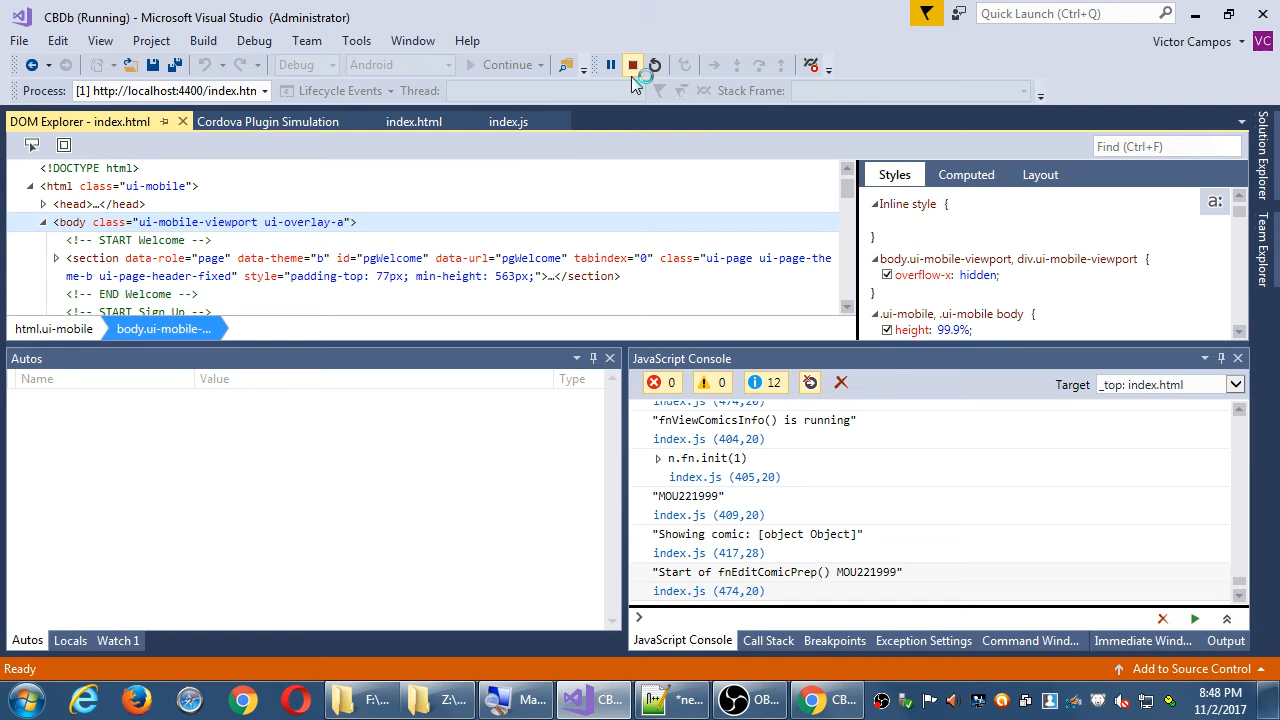 CBDb (Running) - Microsoft Visual Studio (Administrator)
Quick Launch (Ctrl+Q)
File Edit View Project Build Debug Team Tools Window Help
Victor Campos VC
Debug Android Continue
Process: [1] http://localhost:4400/index.htn Lifecycle Events Thread: Stack Frame:
DOM Explorer - index.html Cordova Plugin Simulation index.html index.js
Find (Ctrl+F)
<!DOCTYPE html>
<html class="ui-mobile">
<head>…</head>
<body class="ui-mobile-viewport ui-overlay-a">
<!-- START Welcome -->
<section data-role="page" data-theme="b" id="pgWelcome" data-url="pgWelcome" tabindex="0" class="ui-page ui-page-the
me-b ui-page-header-fixed" style="padding-top: 77px; min-height: 563px;">…</section>
<!-- END Welcome -->
<!-- START Sign Up -->
html.ui-mobile body.ui-mobile-...
Styles Computed Layout
Inline style {
a:
}
body.ui-mobile-viewport, div.ui-mobile-viewport {
overflow-x: hidden;
}
.ui-mobile, .ui-mobile body {
height: 99.9%;
Solution Explorer
Team Explorer
Autos
Name Value Type
Autos Locals Watch 1
JavaScript Console
0 0 12 Target _top: index.html
index.js (474,20)
"fnViewComicsInfo() is running"
index.js (404,20)
n.fn.init(1)
index.js (405,20)
"MOU221999"
index.js (409,20)
"Showing comic: [object Object]"
index.js (417,28)
"Start of fnEditComicPrep() MOU221999"
index.js (474,20)
JavaScript Console Call Stack Breakpoints Exception Settings Command Wind... Immediate Wind... Output
Ready Add to Source Control
F:\... Z:\... Ma... CB... *ne... OB... CB...
8:48 PM
11/2/2017